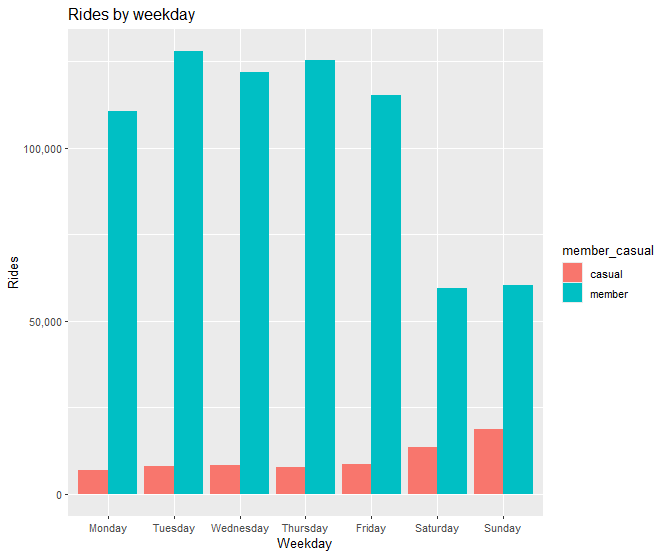 Rides by weekday
100,000
50,000
0
Rides
Monday Tuesday Wednesday Thursday Friday Saturday Sunday
Weekday
member_casual
casual
member